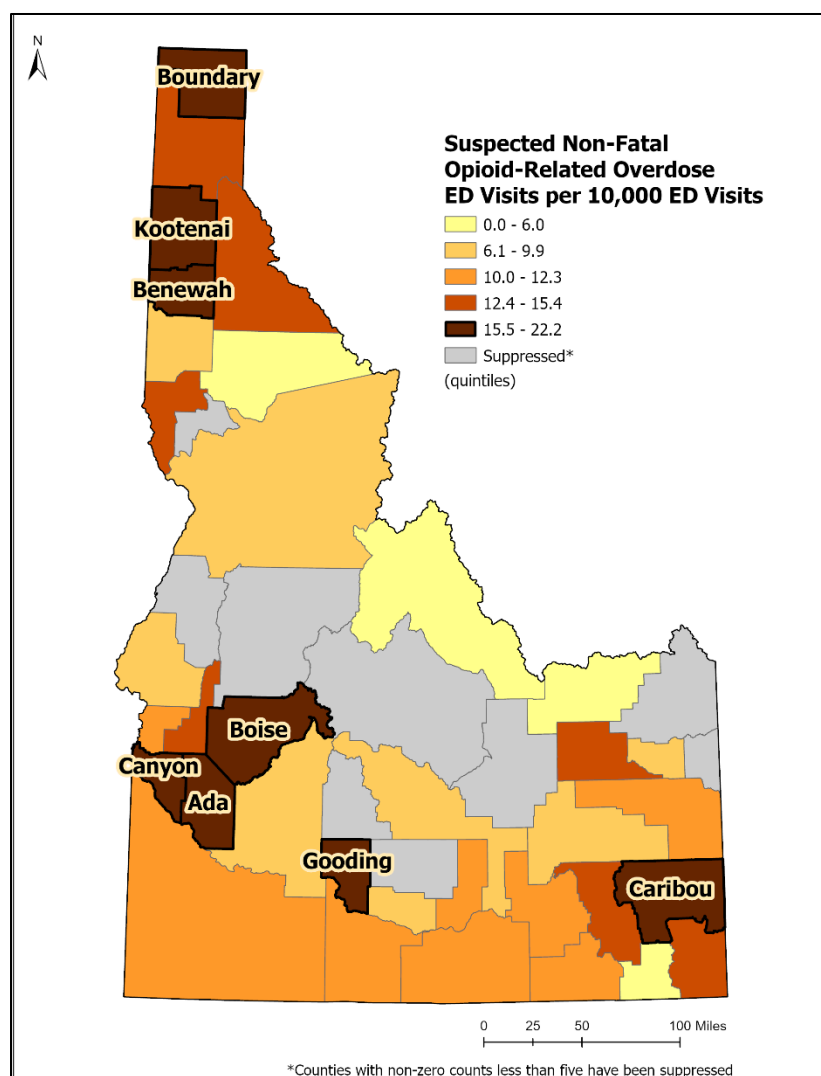 N
Boundary
Suspected Non-Fatal
Opioid-Related Overdose
ED Visits per 10,000 ED Visits
0.0 - 6.0
6.1 - 9.9
10.0 - 12.3
12.4 - 15.4
15.5 - 22.2
Suppressed*
(quintiles)
Kootenai
Benewah
Boise
Canyon
Ada
Gooding
Caribou
0 25 50 100 Miles
*Counties with non-zero counts less than five have been suppressed